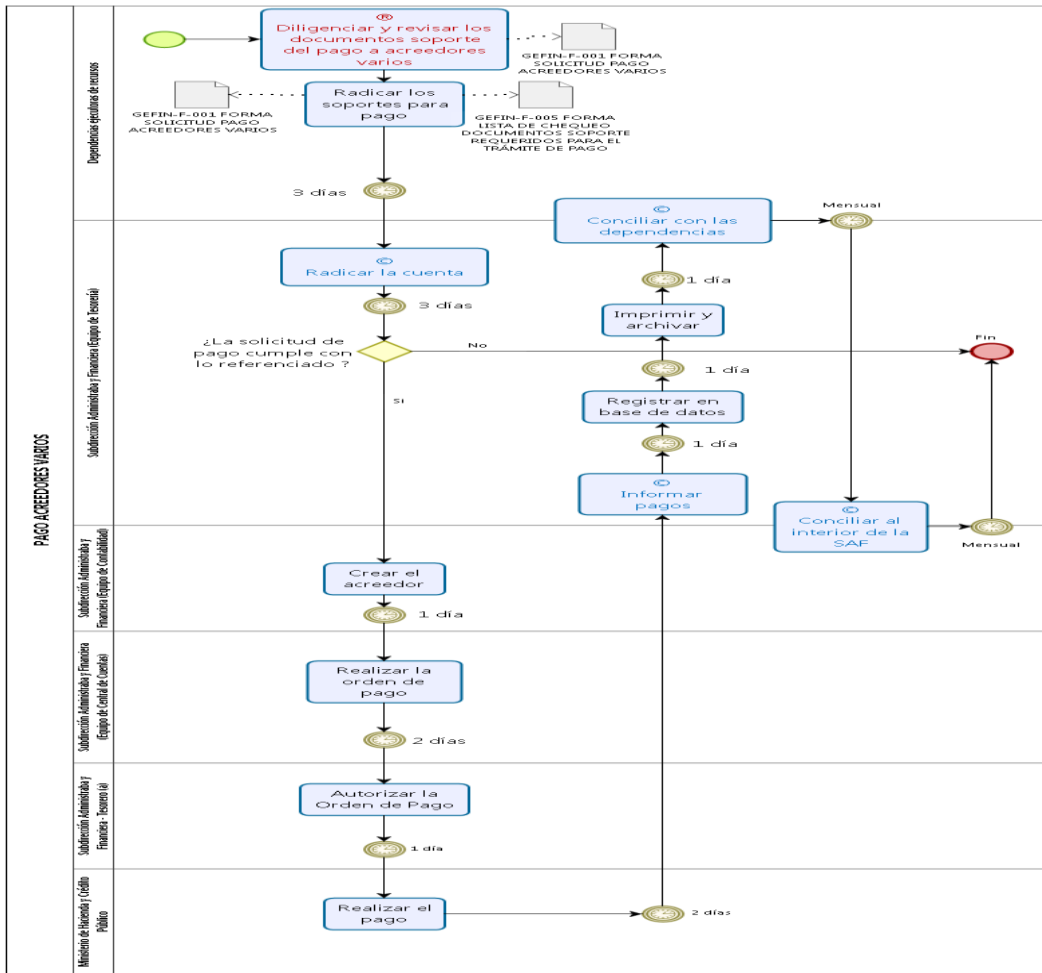 PAGO ACREEDORES VARIOS
Dependencias ejecutoras de recursos
®
Diligenciar y revisar los
documentos soporte
del pago a acreedores
varios
GEFIN-F-001 FORMA
SOLICITUD PAGO
ACREEDORES VARIOS
Radicar los
soportes para
pago
GEFIN-F-001 FORMA
SOLICITUD PAGO
ACREEDORES VARIOS
GEFIN-F-005 FORMA
LISTA DE CHEQUEO
DOCUMENTOS SOPORTE
REQUERIDOS PARA EL
TRÁMITE DE PAGO
3 días
Subdirección Administraba y Financiera (Equipo de Tesorería)
©
Radicar la cuenta
3 días
¿La solicitud de
pago cumple con
lo referenciado ?
No
Si
Fin
©
Conciliar con las
dependencias
Mensual
1 día
Imprimir y
archivar
1 día
Registrar en
base de datos
1 día
©
Informar
pagos
©
Conciliar al
interior de la
SAF
Mensual
Subdirección Administraba y
Financiera (Equipo de Contabilidad)
Crear el
acreedor
1 día
Subdirección Administraba y Financiera
(Equipo de Central de Cuentas)
Realizar la
orden de
pago
2 días
Subdirección Administraba y
Financiera - Tesorero (a)
Autorizar la
Orden de Pago
1 día
Ministerio de Hacienda y Crédito
Público
Realizar el
pago
2 días